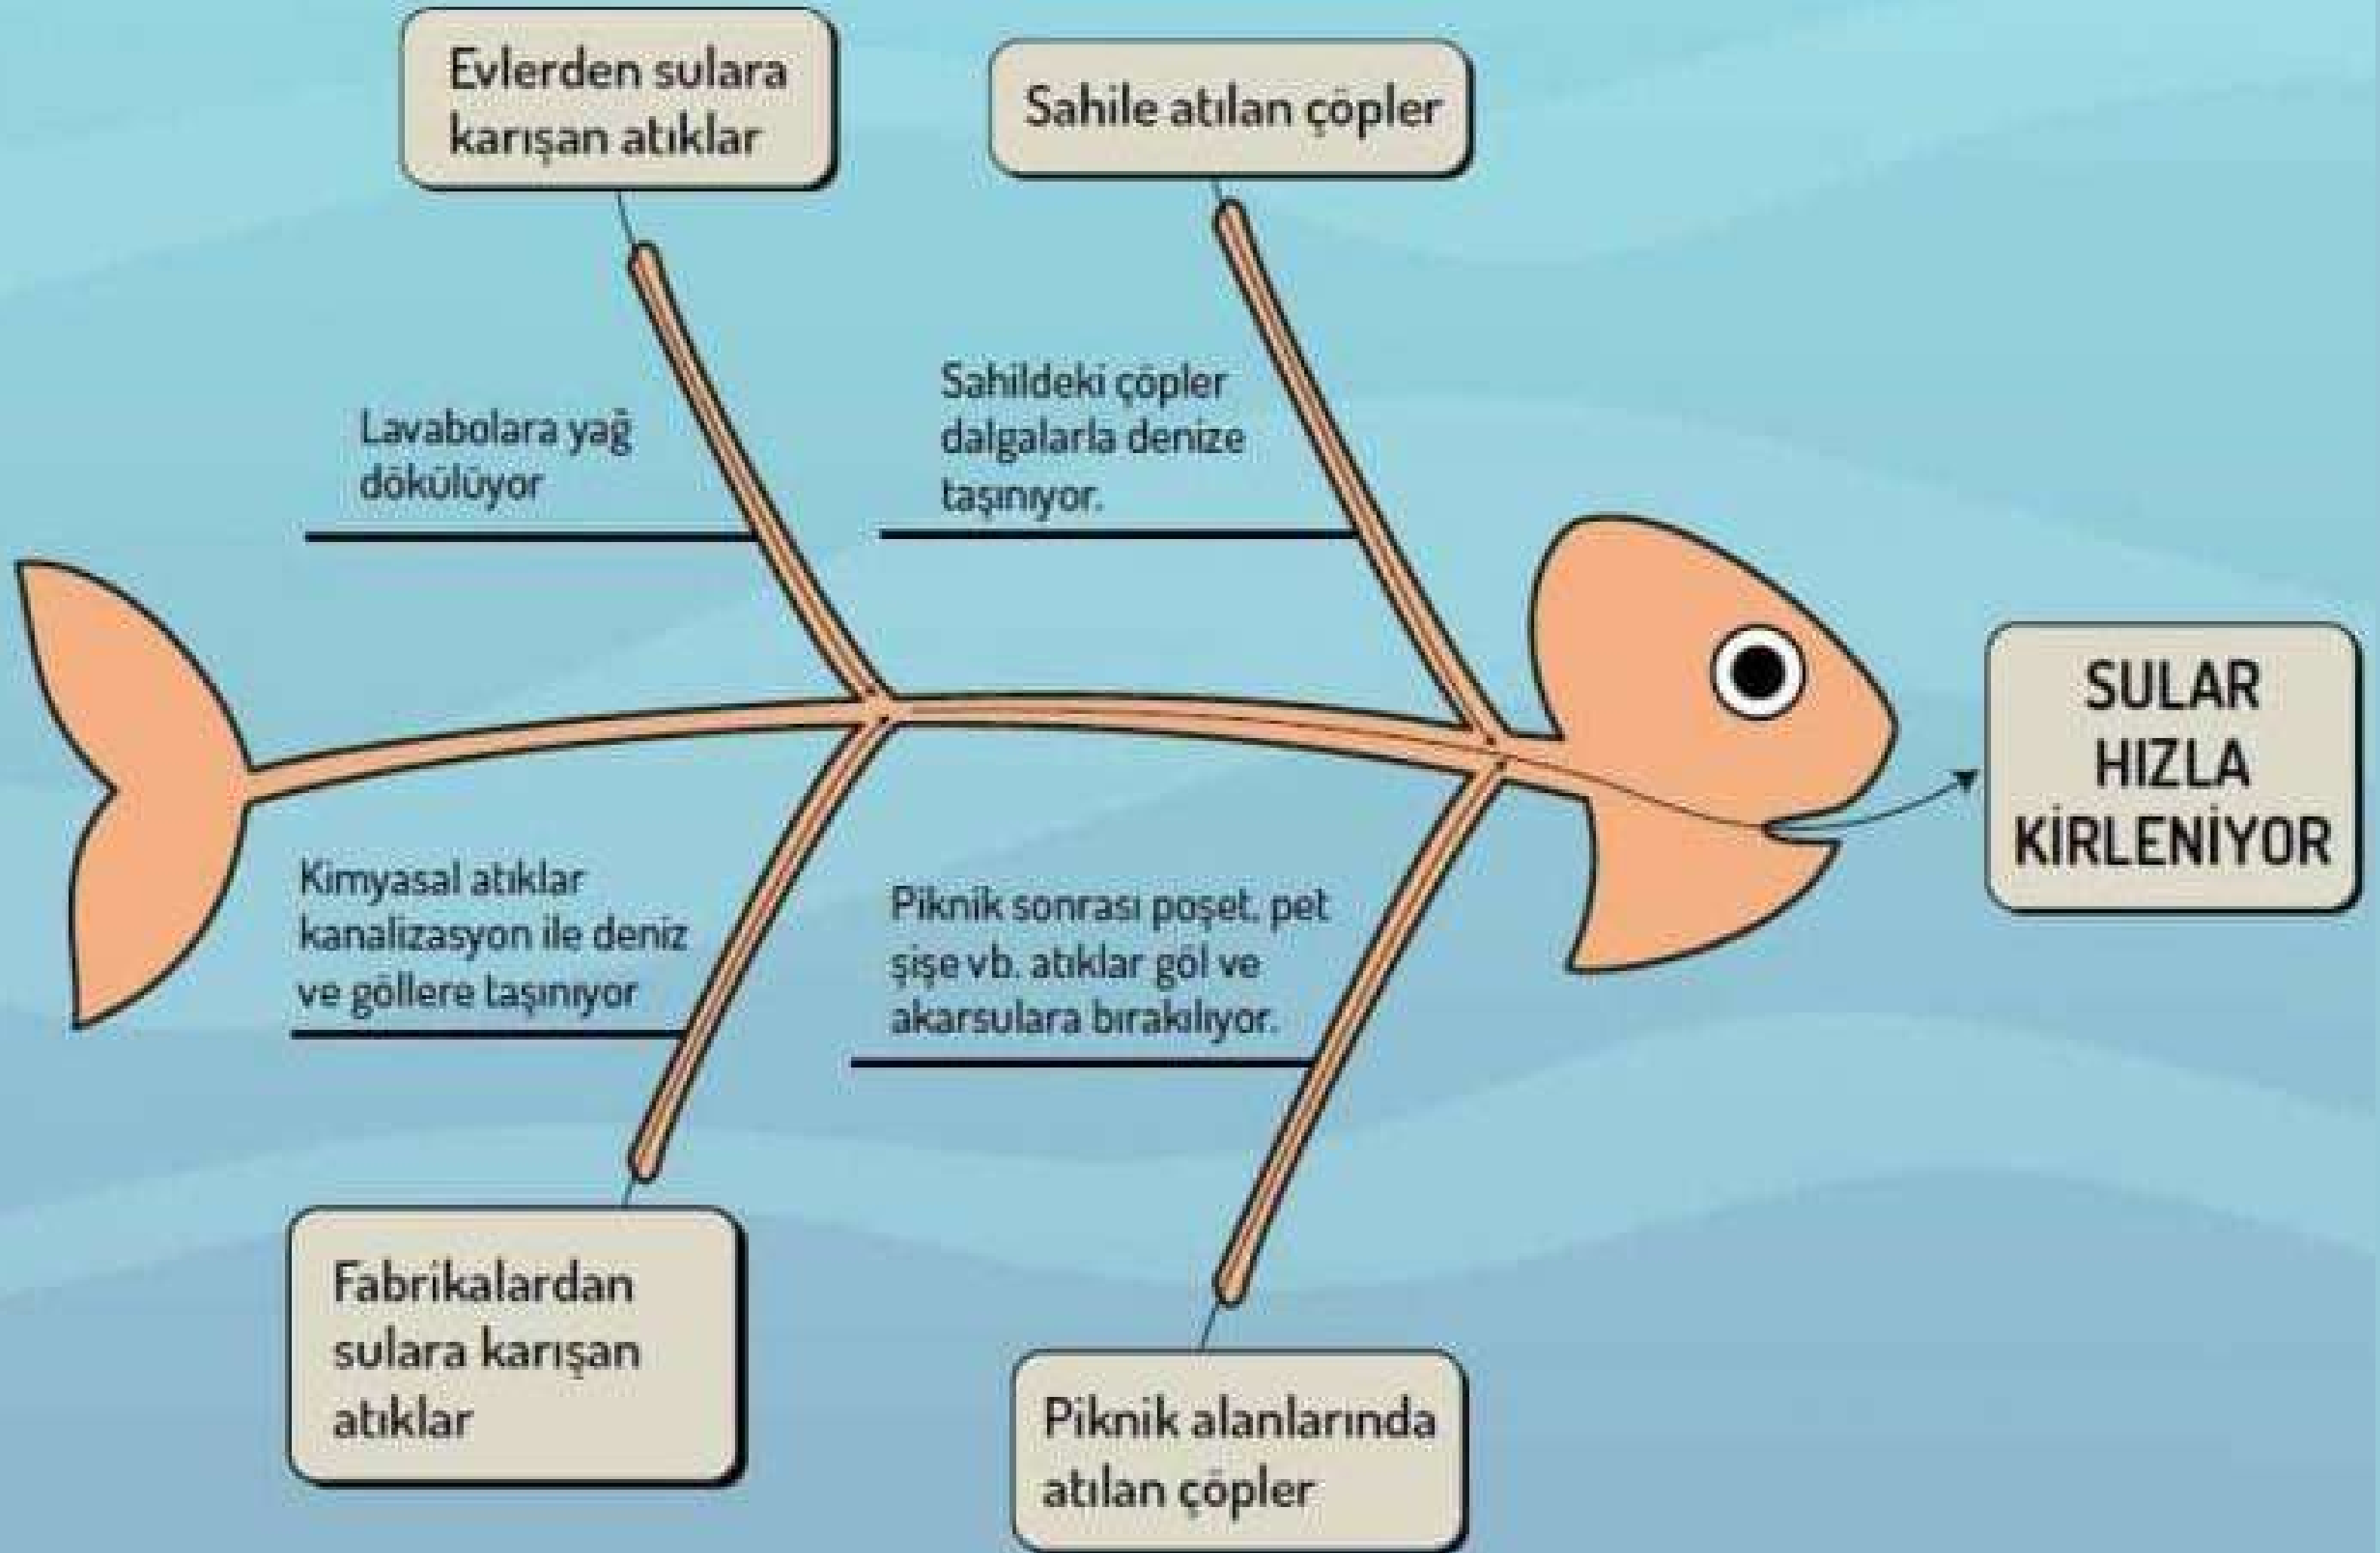 Evlerden sulara
karışan atıklar
Sahile atılan çöpler
Lavabolara yağ
dökülüyor
Sahildeki çöpler
dalgalarla denize
taşınıyor.
SULAR
HIZLA
KİRLENİYOR
Kimyasal atıklar
kanalizasyon ile deniz
ve göllere taşınıyor
Piknik sonrası poşet, pet
şişe vb. atıklar göl ve
akarsulara bırakılıyor.
Fabrikalardan
sulara karışan
atıklar
Piknik alanlarında
atılan çöpler